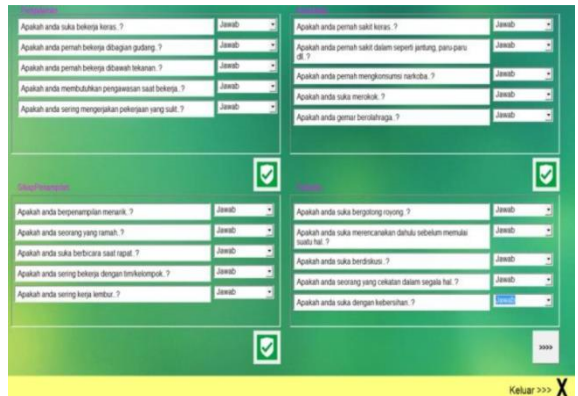 Apakah anda suka bekerja keras. ?
Jawab
Apakah anda pernah bekerja dibagian gudang. ?
Jawab
Apakah anda pernah bekerja dibawah tekanan. ?
Jawab
Apakah anda membutuhkan pengawasan saat bekerja. ?
Jawab
Apakah anda sering mengerjakan pekerjaan yang sulit. ?
Jawab
Apakah anda pernah sakit keras. ?
Jawab
Apakah anda pernah sakit dalam seperti jantung, paru-paru
dll. ?
Jawab
Apakah anda pernah mengkonsumsi narkoba. ?
Jawab
Apakah anda suka merokok. ?
Jawab
Apakah anda gemar berolahraga. ?
Jawab
Apakah anda berpenampilan menarik. ?
Jawab
Apakah anda seorang yang ramah. ?
Jawab
Apakah anda suka berbicara saat rapat. ?
Jawab
Apakah anda sering bekerja dengan tim/kelompok. ?
Jawab
Apakah anda sering kerja lembur. ?
Jawab
Apakah anda suka bergotong royong. ?
Jawab
Apakah anda suka merencanakan dahulu sebelum memulai
suatu hal. ?
Jawab
Apakah anda suka berdiskusi. ?
Jawab
Apakah anda seorang yang cekatan dalam segala hal. ?
Jawab
Apakah anda suka dengan kebersihan. ?
Jawab
>>>>
Keluar >>> X